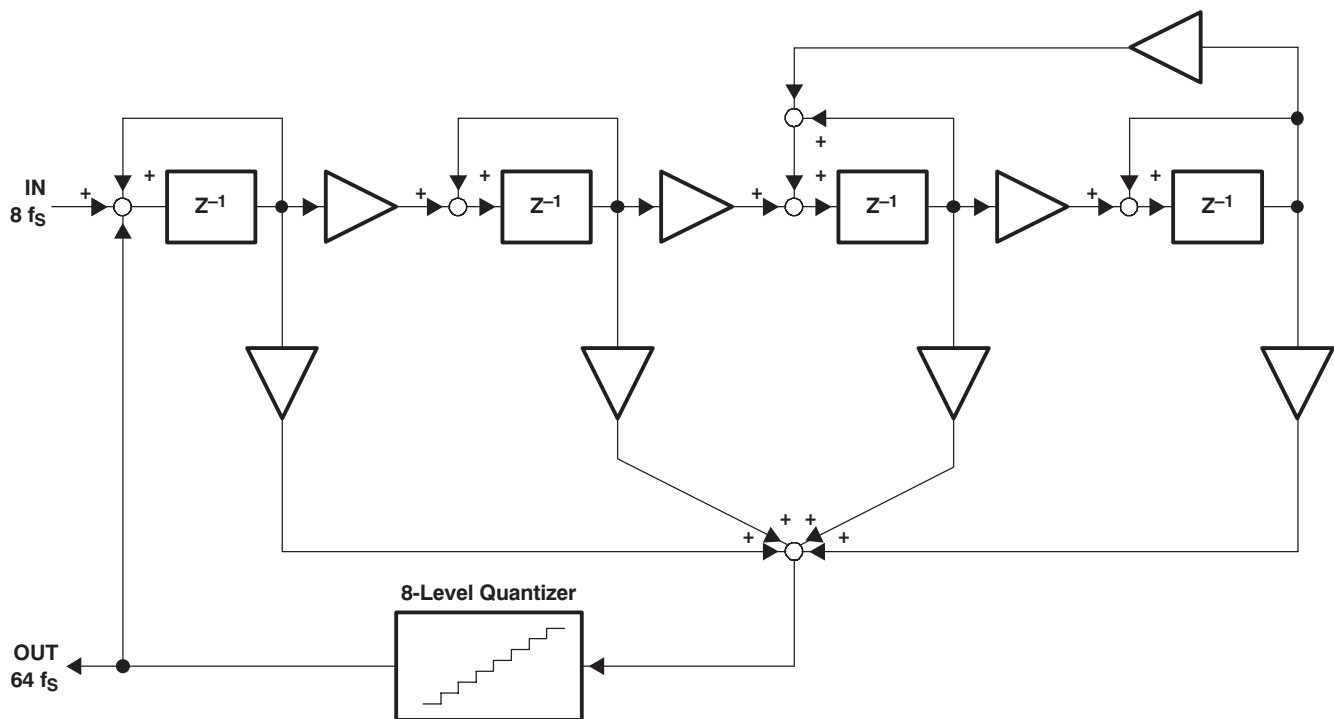 +
+
+
+
+
+
+
+
IN
8 fS
Z–1
Z–1
Z–1
Z–1
+
+
+
+
+
8-Level Quantizer
OUT
64 fS